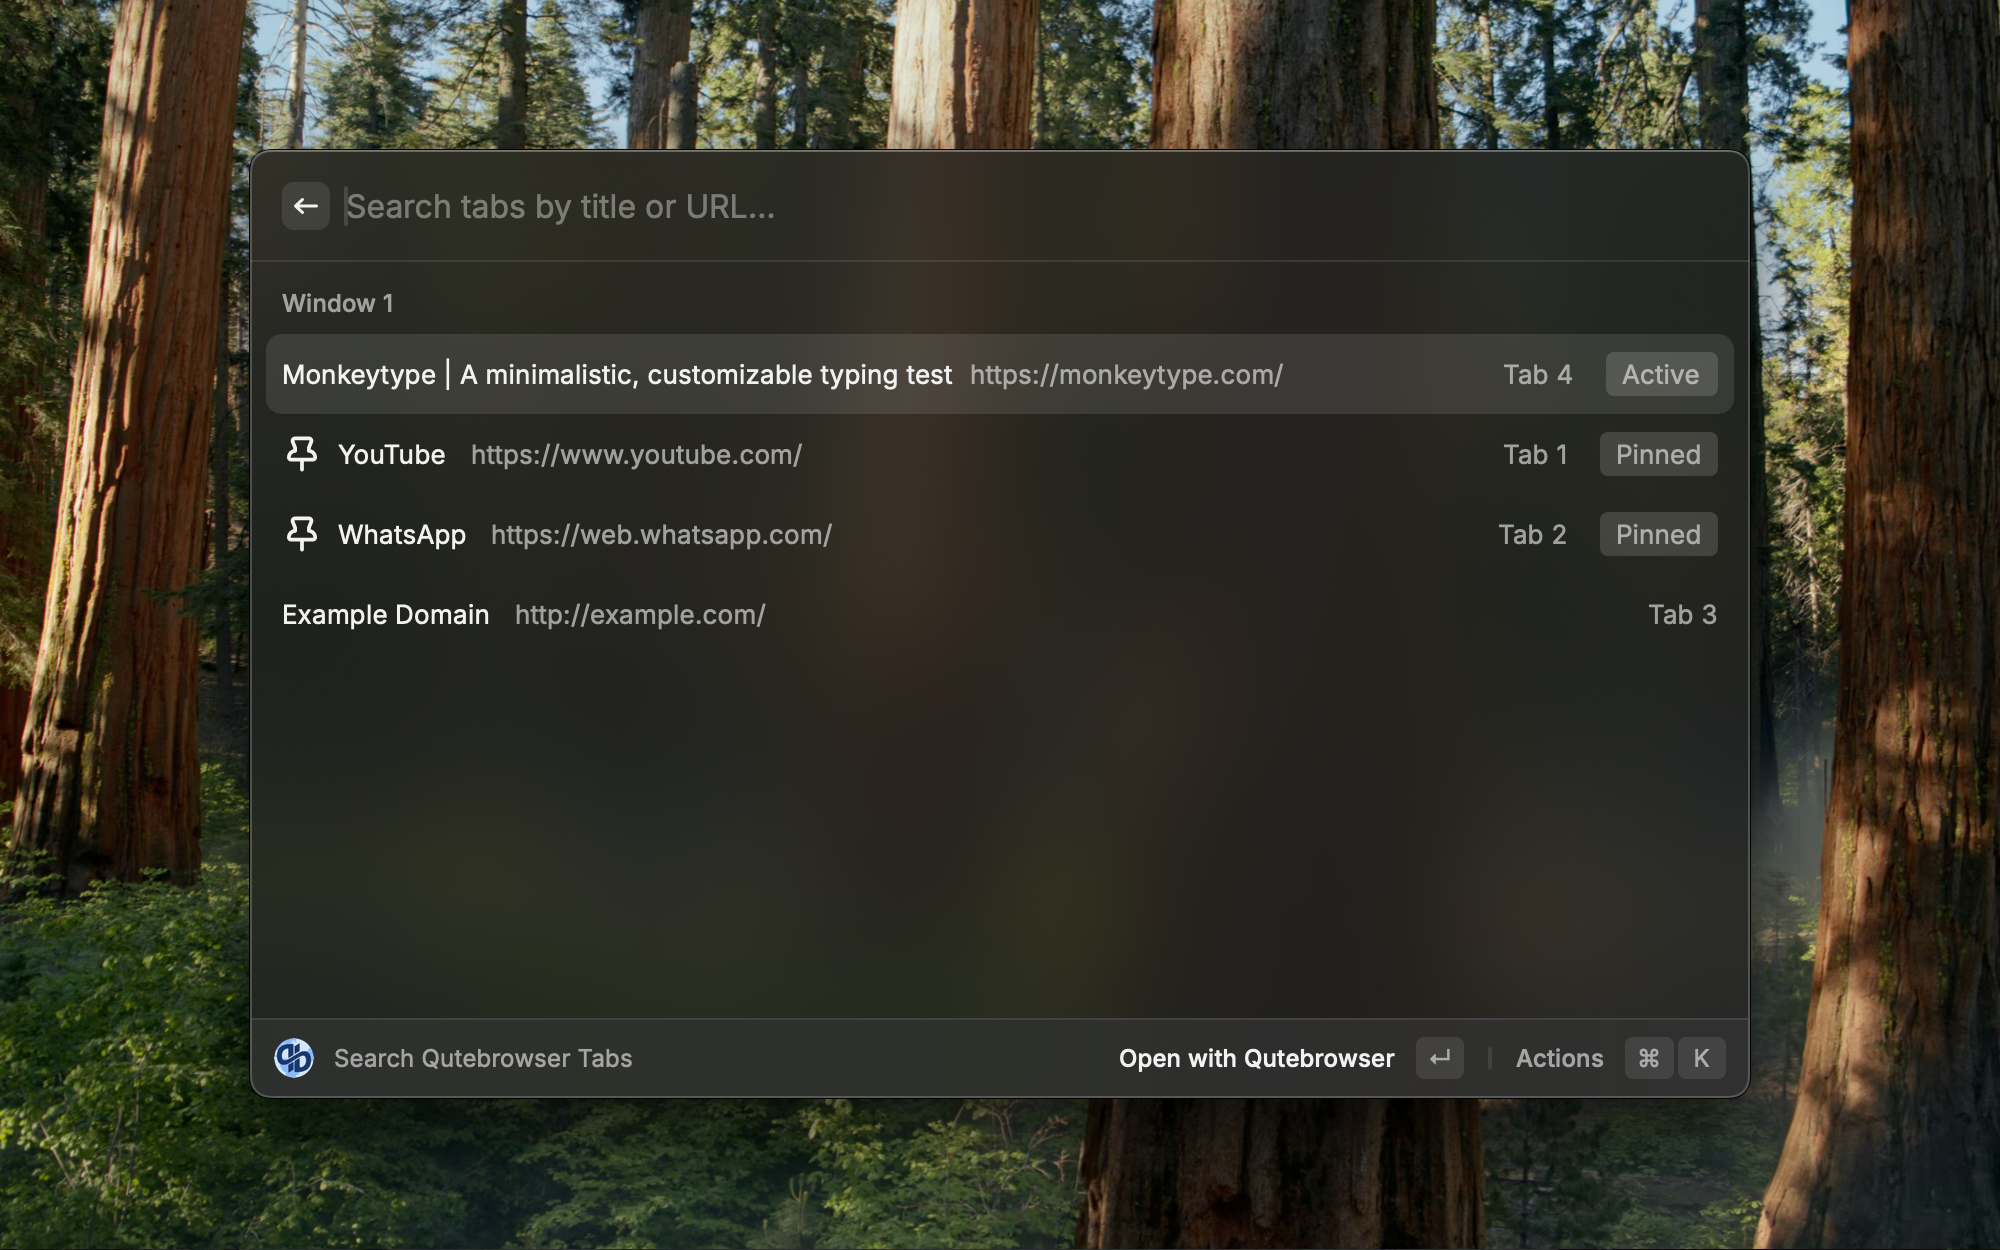 Search tabs by title or URL...
Window 1
Monkeytype | A minimalistic, customizable typing test https://monkeytype.com/ Tab 4 Active
YouTube https://www.youtube.com/ Tab 1 Pinned
WhatsApp https://web.whatsapp.com/ Tab 2 Pinned
Example Domain http://example.com/ Tab 3
Search Qutebrowser Tabs Open with Qutebrowser ↵ Actions ⌘ K